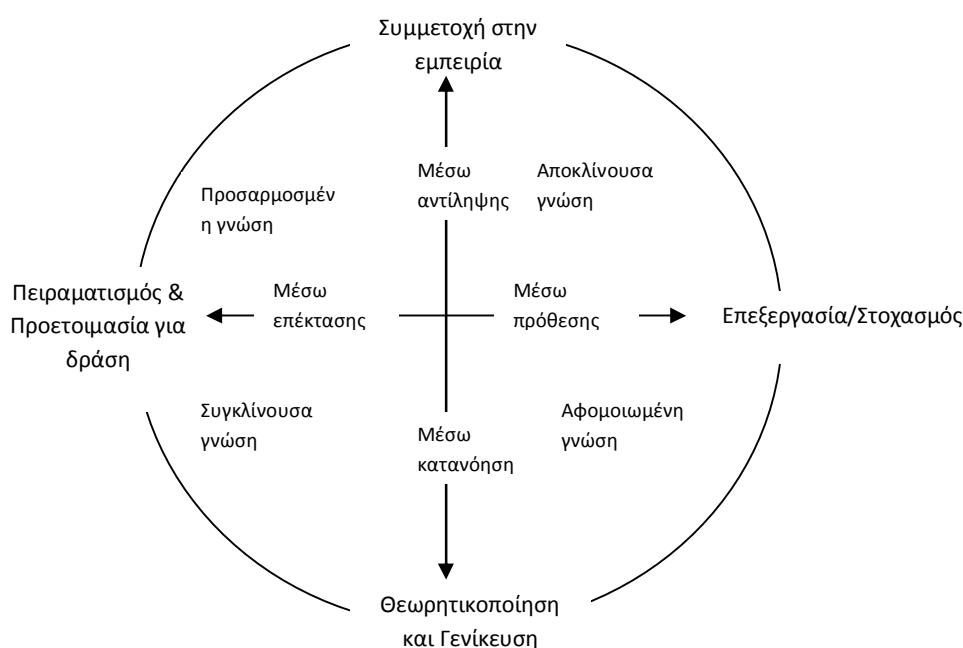 Συμμετοχή στην
εμπειρία
Μέσω
αντίληψης
Αποκλίνουσα
γνώση
Προσαρμοσμέν
η γνώση
Πειραματισμός &
Προετοιμασία για
δράση
Μέσω
επέκτασης
Μέσω
πρόθεσης
Επεξεργασία/Στοχασμός
Συγκλίνουσα
γνώση
Μέσω
κατανόηση
Αφομοιωμένη
γνώση
Θεωρητικοποίηση
και Γενίκευση